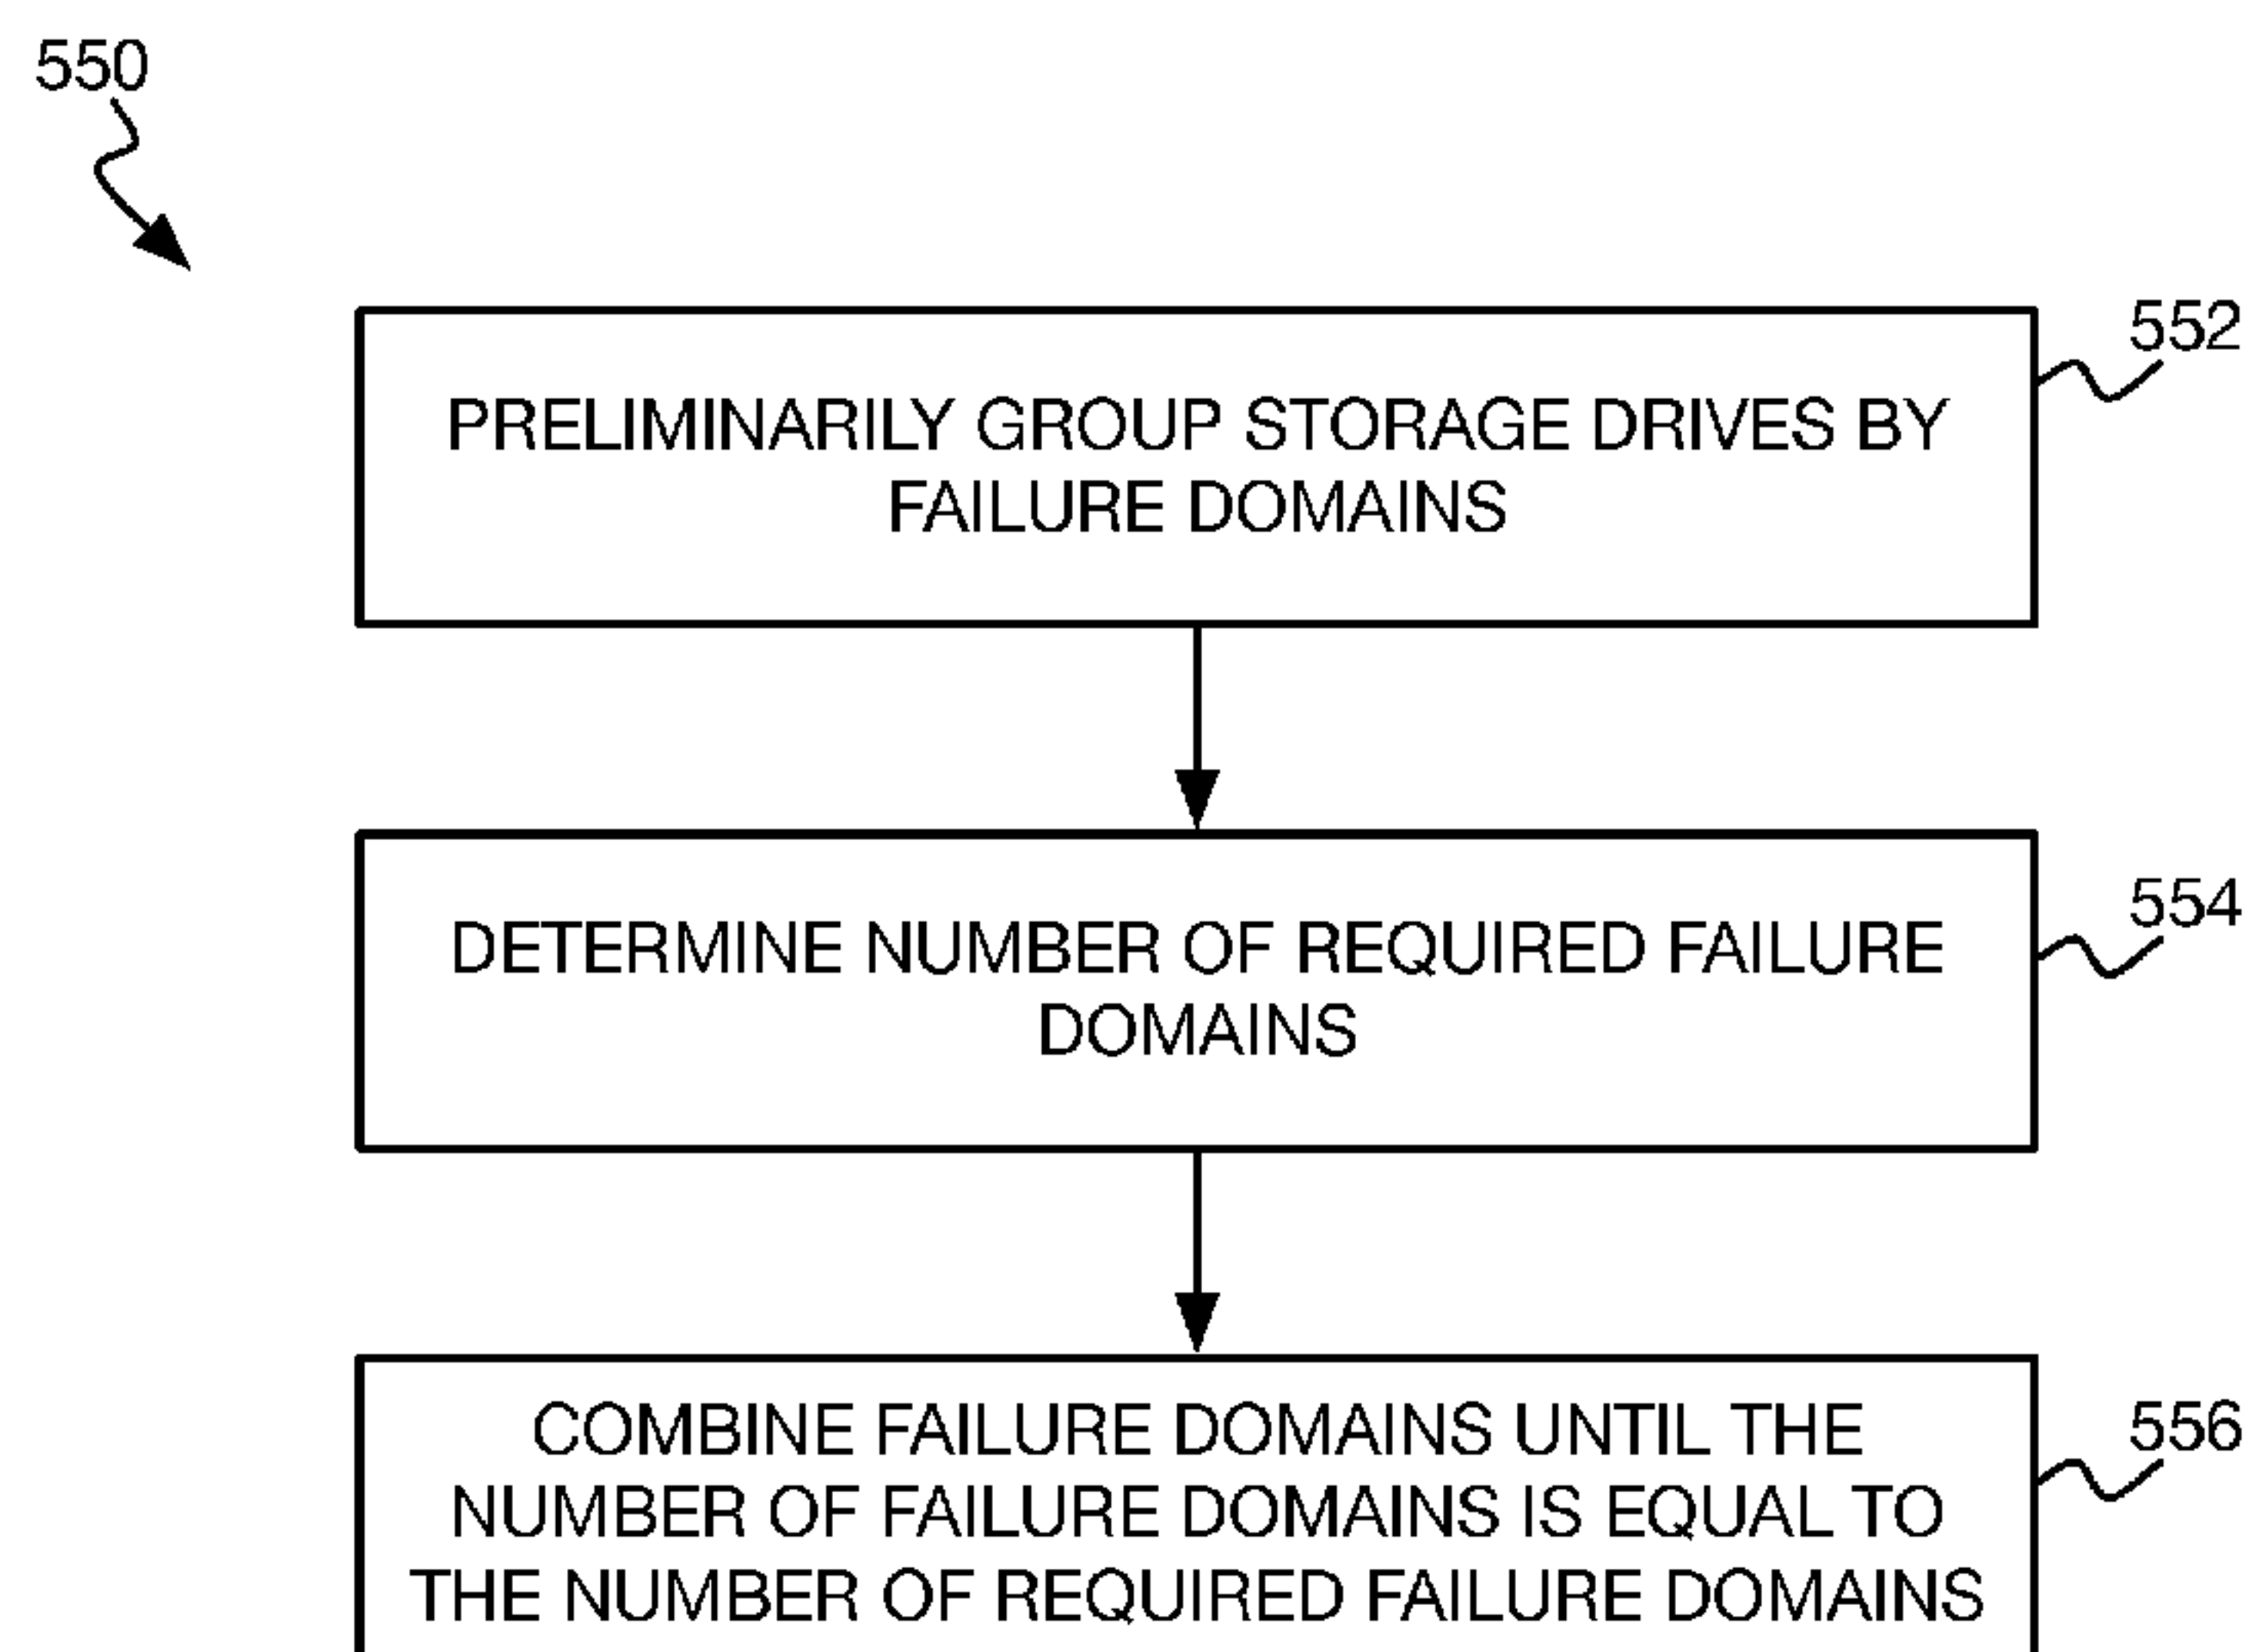 550
552
PRELIMINARILY GROUP STORAGE DRIVES BY
FAILURE DOMAINS
554
DETERMINE NUMBER OF REQUIRED FAILURE
DOMAINS
556
COMBINE FAILURE DOMAINS UNTIL THE
NUMBER OF FAILURE DOMAINS IS EQUAL TO
THE NUMBER OF REQUIRED FAILURE DOMAINS